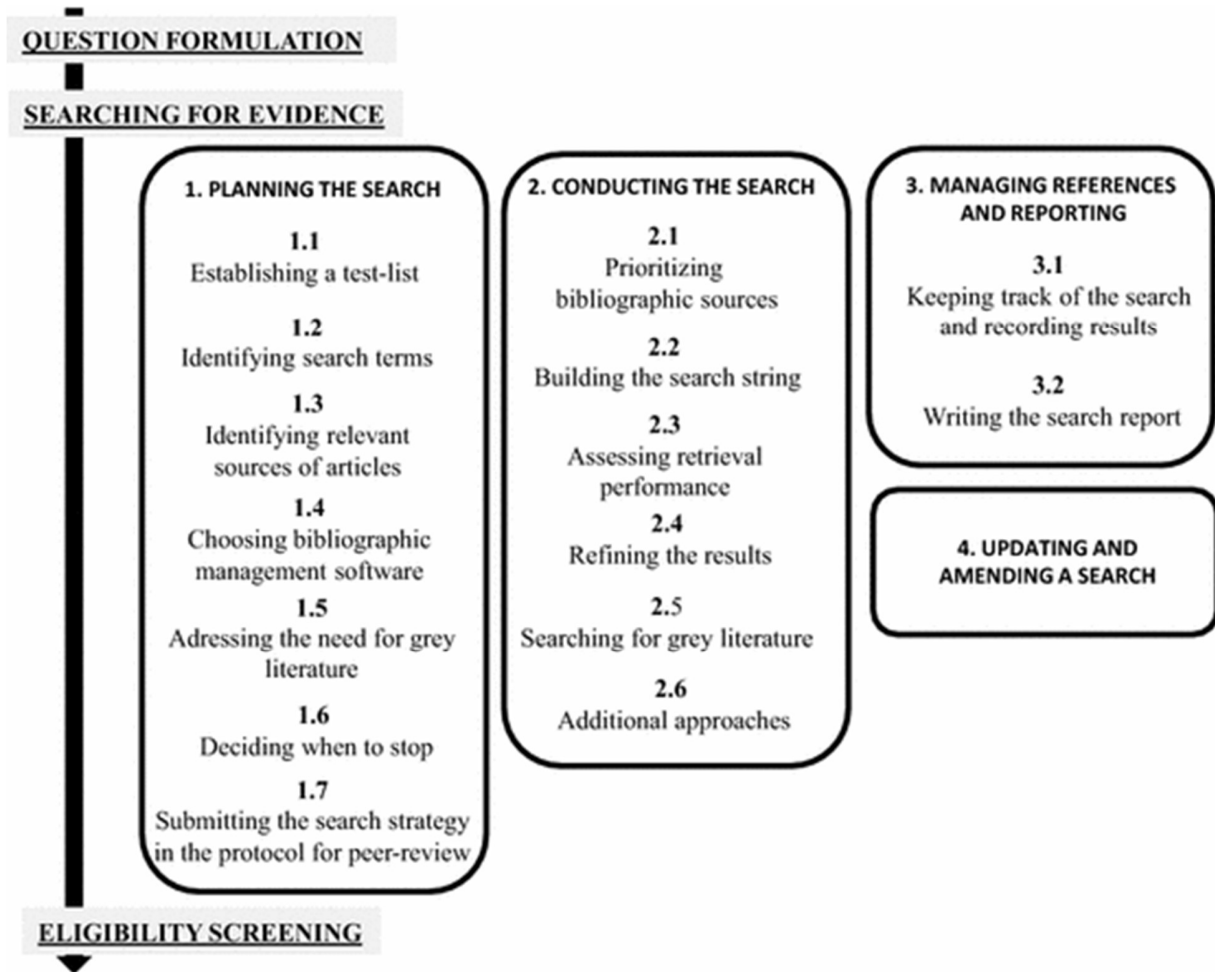 QUESTION FORMULATION
SEARCHING FOR EVIDENCE
1. PLANNING THE SEARCH
1.1
Establishing a test-list
1.2
Identifying search terms
1.3
Identifying relevant
sources of articles
1.4
Choosing bibliographic
management software
1.5
Adressing the need for grey
literature
1.6
Deciding when to stop
1.7
Submitting the search strategy
in the protocol for peer-review
2. CONDUCTING THE SEARCH
2.1
Prioritizing
bibliographic sources
2.2
Building the search string
2.3
Assessing retrieval
performance
2.4
Refining the results
2.5
Searching for grey literature
2.6
Additional approaches
3. MANAGING REFERENCES
AND REPORTING
3.1
Keeping track of the search
and recording results
3.2
Writing the search report
4. UPDATING AND
AMENDING A SEARCH
ELIGIBILITY SCREENING